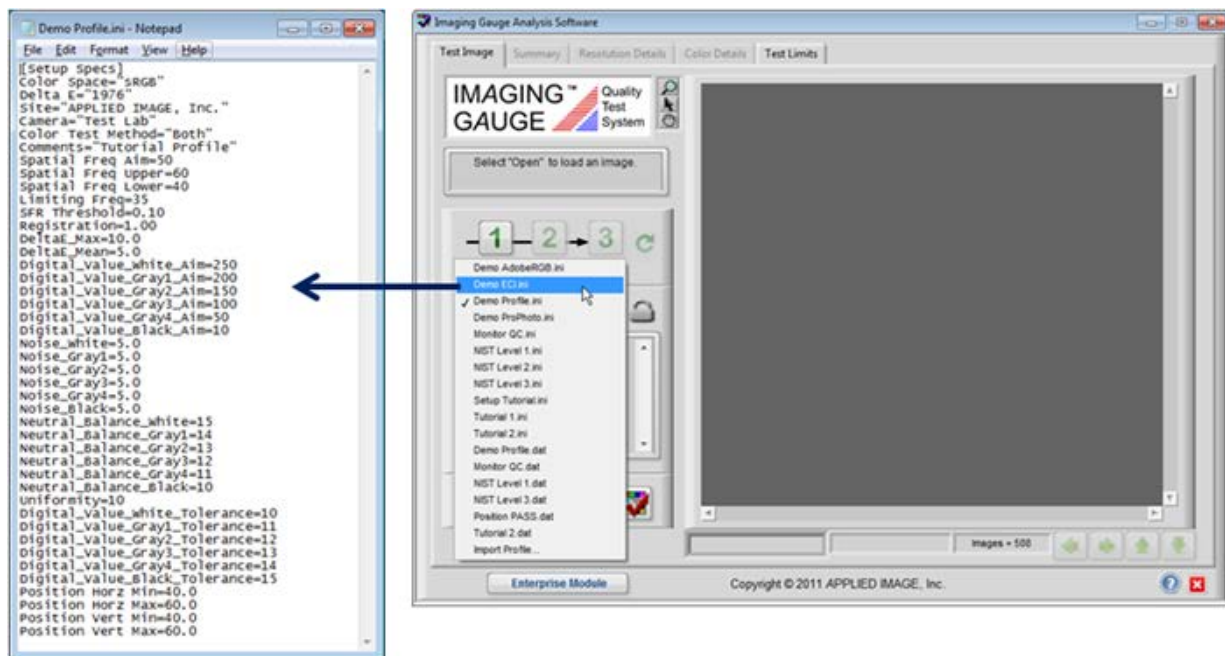 Demo Profile.ini - Notepad
File Edit Format View Help
[Setup Specs]
Color Space="sRGB"
Delta E="1976"
Site="APPLIED IMAGE, Inc."
Camera="Test Lab"
Color Test Method="Both"
Comments="Tutorial Profile"
Spatial Freq Aim=50
Spatial Freq Upper=60
Spatial Freq Lower=40
Limiting Freq=35
SFR Threshold=0.10
Registration=1.00
DeltaE_Max=10.0
DeltaE_Mean=5.0
Digital_Value_White_Aim=250
Digital_Value_Gray1_Aim=200
Digital_Value_Gray2_Aim=150
Digital_Value_Gray3_Aim=100
Digital_Value_Gray4_Aim=50
Digital_Value_Black_Aim=10
Noise_White=5.0
Noise_Gray1=5.0
Noise_Gray2=5.0
Noise_Gray3=5.0
Noise_Gray4=5.0
Noise_Black=5.0
Neutral_Balance_White=15
Neutral_Balance_Gray1=14
Neutral_Balance_Gray2=13
Neutral_Balance_Gray3=12
Neutral_Balance_Gray4=11
Neutral_Balance_Black=10
Uniformity=10
Digital_Value_White_Tolerance=10
Digital_Value_Gray1_Tolerance=11
Digital_Value_Gray2_Tolerance=12
Digital_Value_Gray3_Tolerance=13
Digital_Value_Gray4_Tolerance=14
Digital_Value_Black_Tolerance=15
Position Horz Min=40.0
Position Horz Max=60.0
Position Vert Min=40.0
Position Vert Max=60.0
Imaging Gauge Analysis Software
Test Image Summary Resolution Details Color Details Test Limits
IMAGING™
GAUGE
Quality
Test
System
Select "Open" to load an image.
1 2 3
Demo AdobeRGB.ini
Demo ECI.ini
✓ Demo Profile.ini
Demo ProPhoto.ini
Monitor QC.ini
NIST Level 1.ini
NIST Level 2.ini
NIST Level 3.ini
Setup Tutorial.ini
Tutorial 1.ini
Tutorial 2.ini
Demo Profile.dat
Monitor QC.dat
NIST Level 1.dat
NIST Level 3.dat
Position PASS.dat
Tutorial 2.dat
Import Profile...
Images = 508
Enterprise Module
Copyright © 2011 APPLIED IMAGE, Inc.